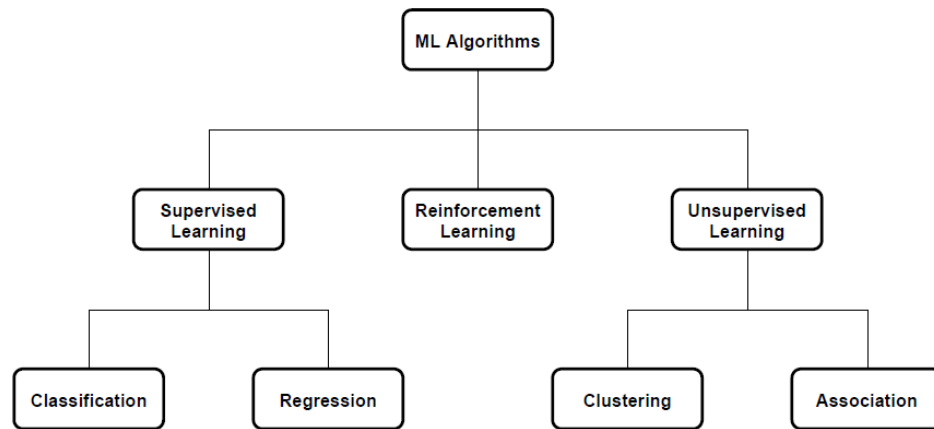 ML Algorithms
Supervised
Learning
Reinforcement
Learning
Unsupervised
Learning
Classification
Regression
Clustering
Association